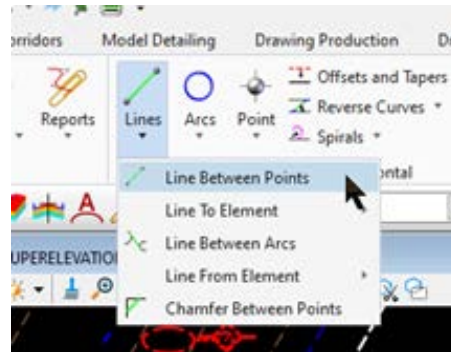 orridors Model Detailing Drawing Production D
Reports Lines Arcs Point Offsets and Tapers
Reverse Curves
Spirals
Line Between Points ontal
Line To Element
Line Between Arcs
UPERELEVATIO
Line From Element
Chamfer Between Points